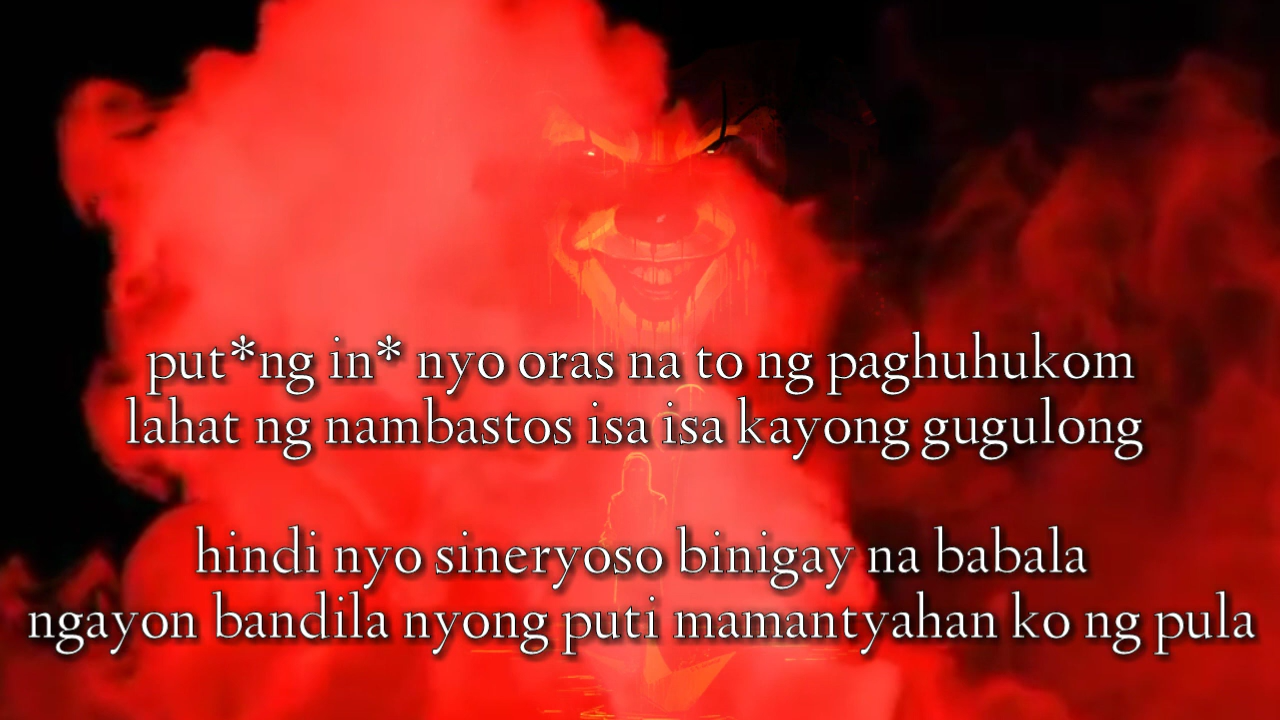 put*ng in* nyo oras na to ng paghuhukom
lahat ng nambastos isa isa kayong gugulong
hindi nyo sineryoso binigay na babala
ngayon bandila nyong puti mamantyahan ko ng pula